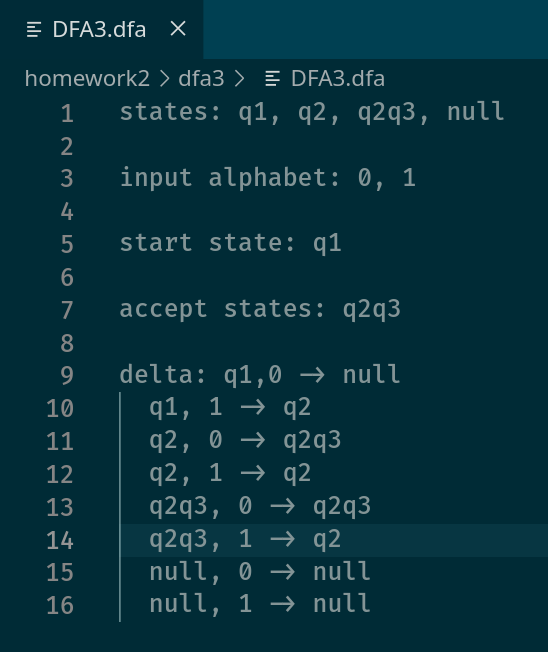 DFA3.dfa
homework2 > dfa3 > DFA3.dfa
1 states: q1, q2, q2q3, null
2
3 input alphabet: 0, 1
4
5 start state: q1
6
7 accept states: q2q3
8
9 delta: q1,0 → null
10 q1, 1 → q2
11 q2, 0 → q2q3
12 q2, 1 → q2
13 q2q3, 0 → q2q3
14 q2q3, 1 → q2
15 null, 0 → null
16 null, 1 → null